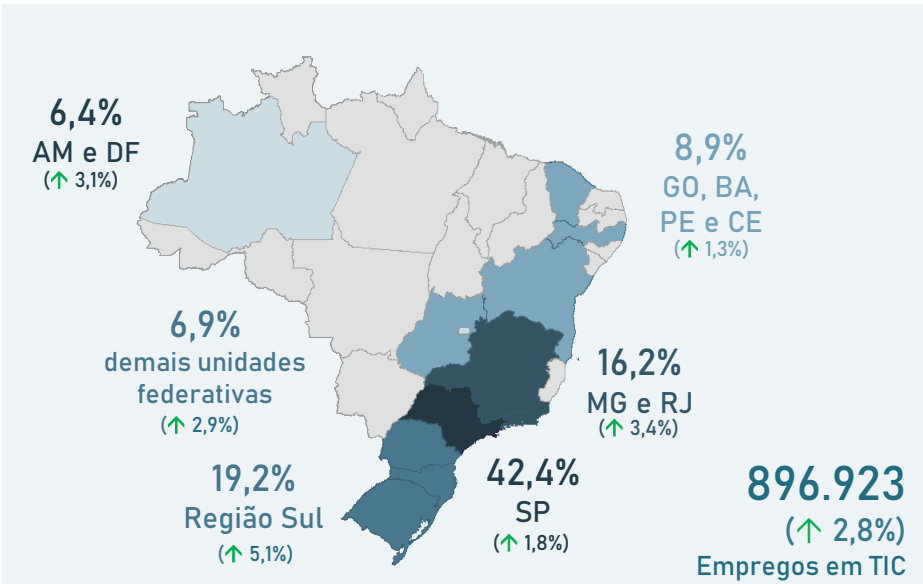 6,4%
AM e DF
(↑ 3,1%)
8,9%
GO, BA,
PE e CE
(↑ 1,3%)
6,9%
demais unidades
federativas
(↑ 2,9%)
16,2%
MG e RJ
(↑ 3,4%)
19,2%
Região Sul
(↑ 5,1%)
42,4%
SP
(↑ 1,8%)
896.923
(↑ 2,8%)
Empregos em TIC